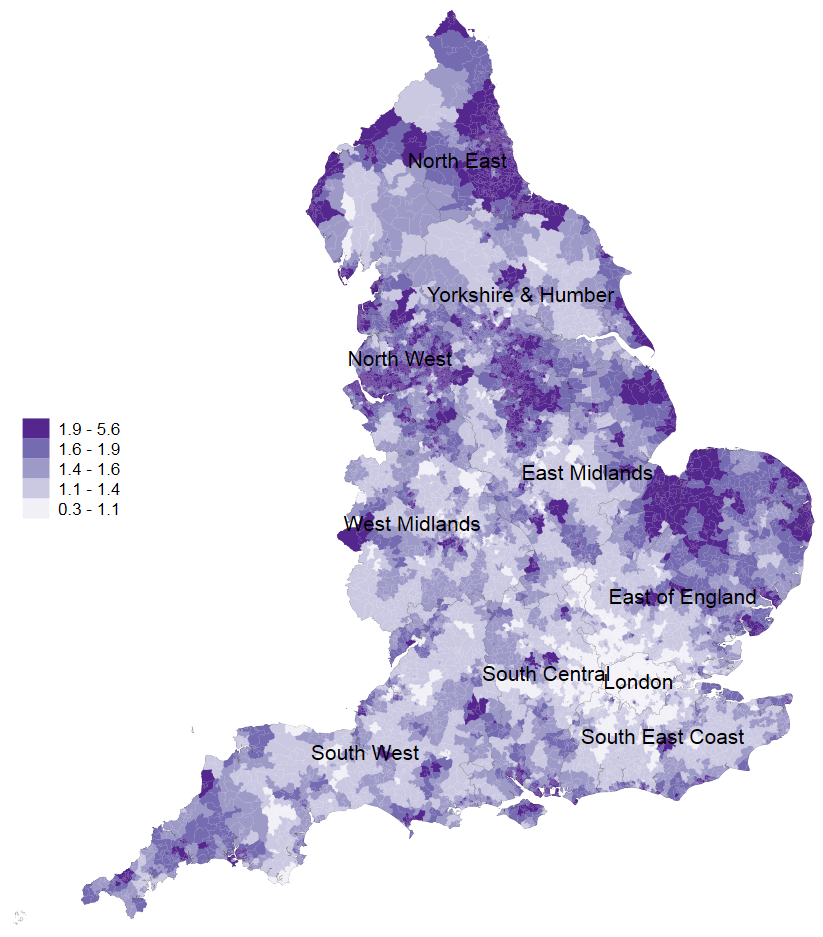 North East
Yorkshire & Humber
North West
1.9 - 5.6
1.6 - 1.9
1.4 - 1.6
1.1 - 1.4
0.3 - 1.1
East Midlands
West Midlands
East of England
South Central
London
South East Coast
South West